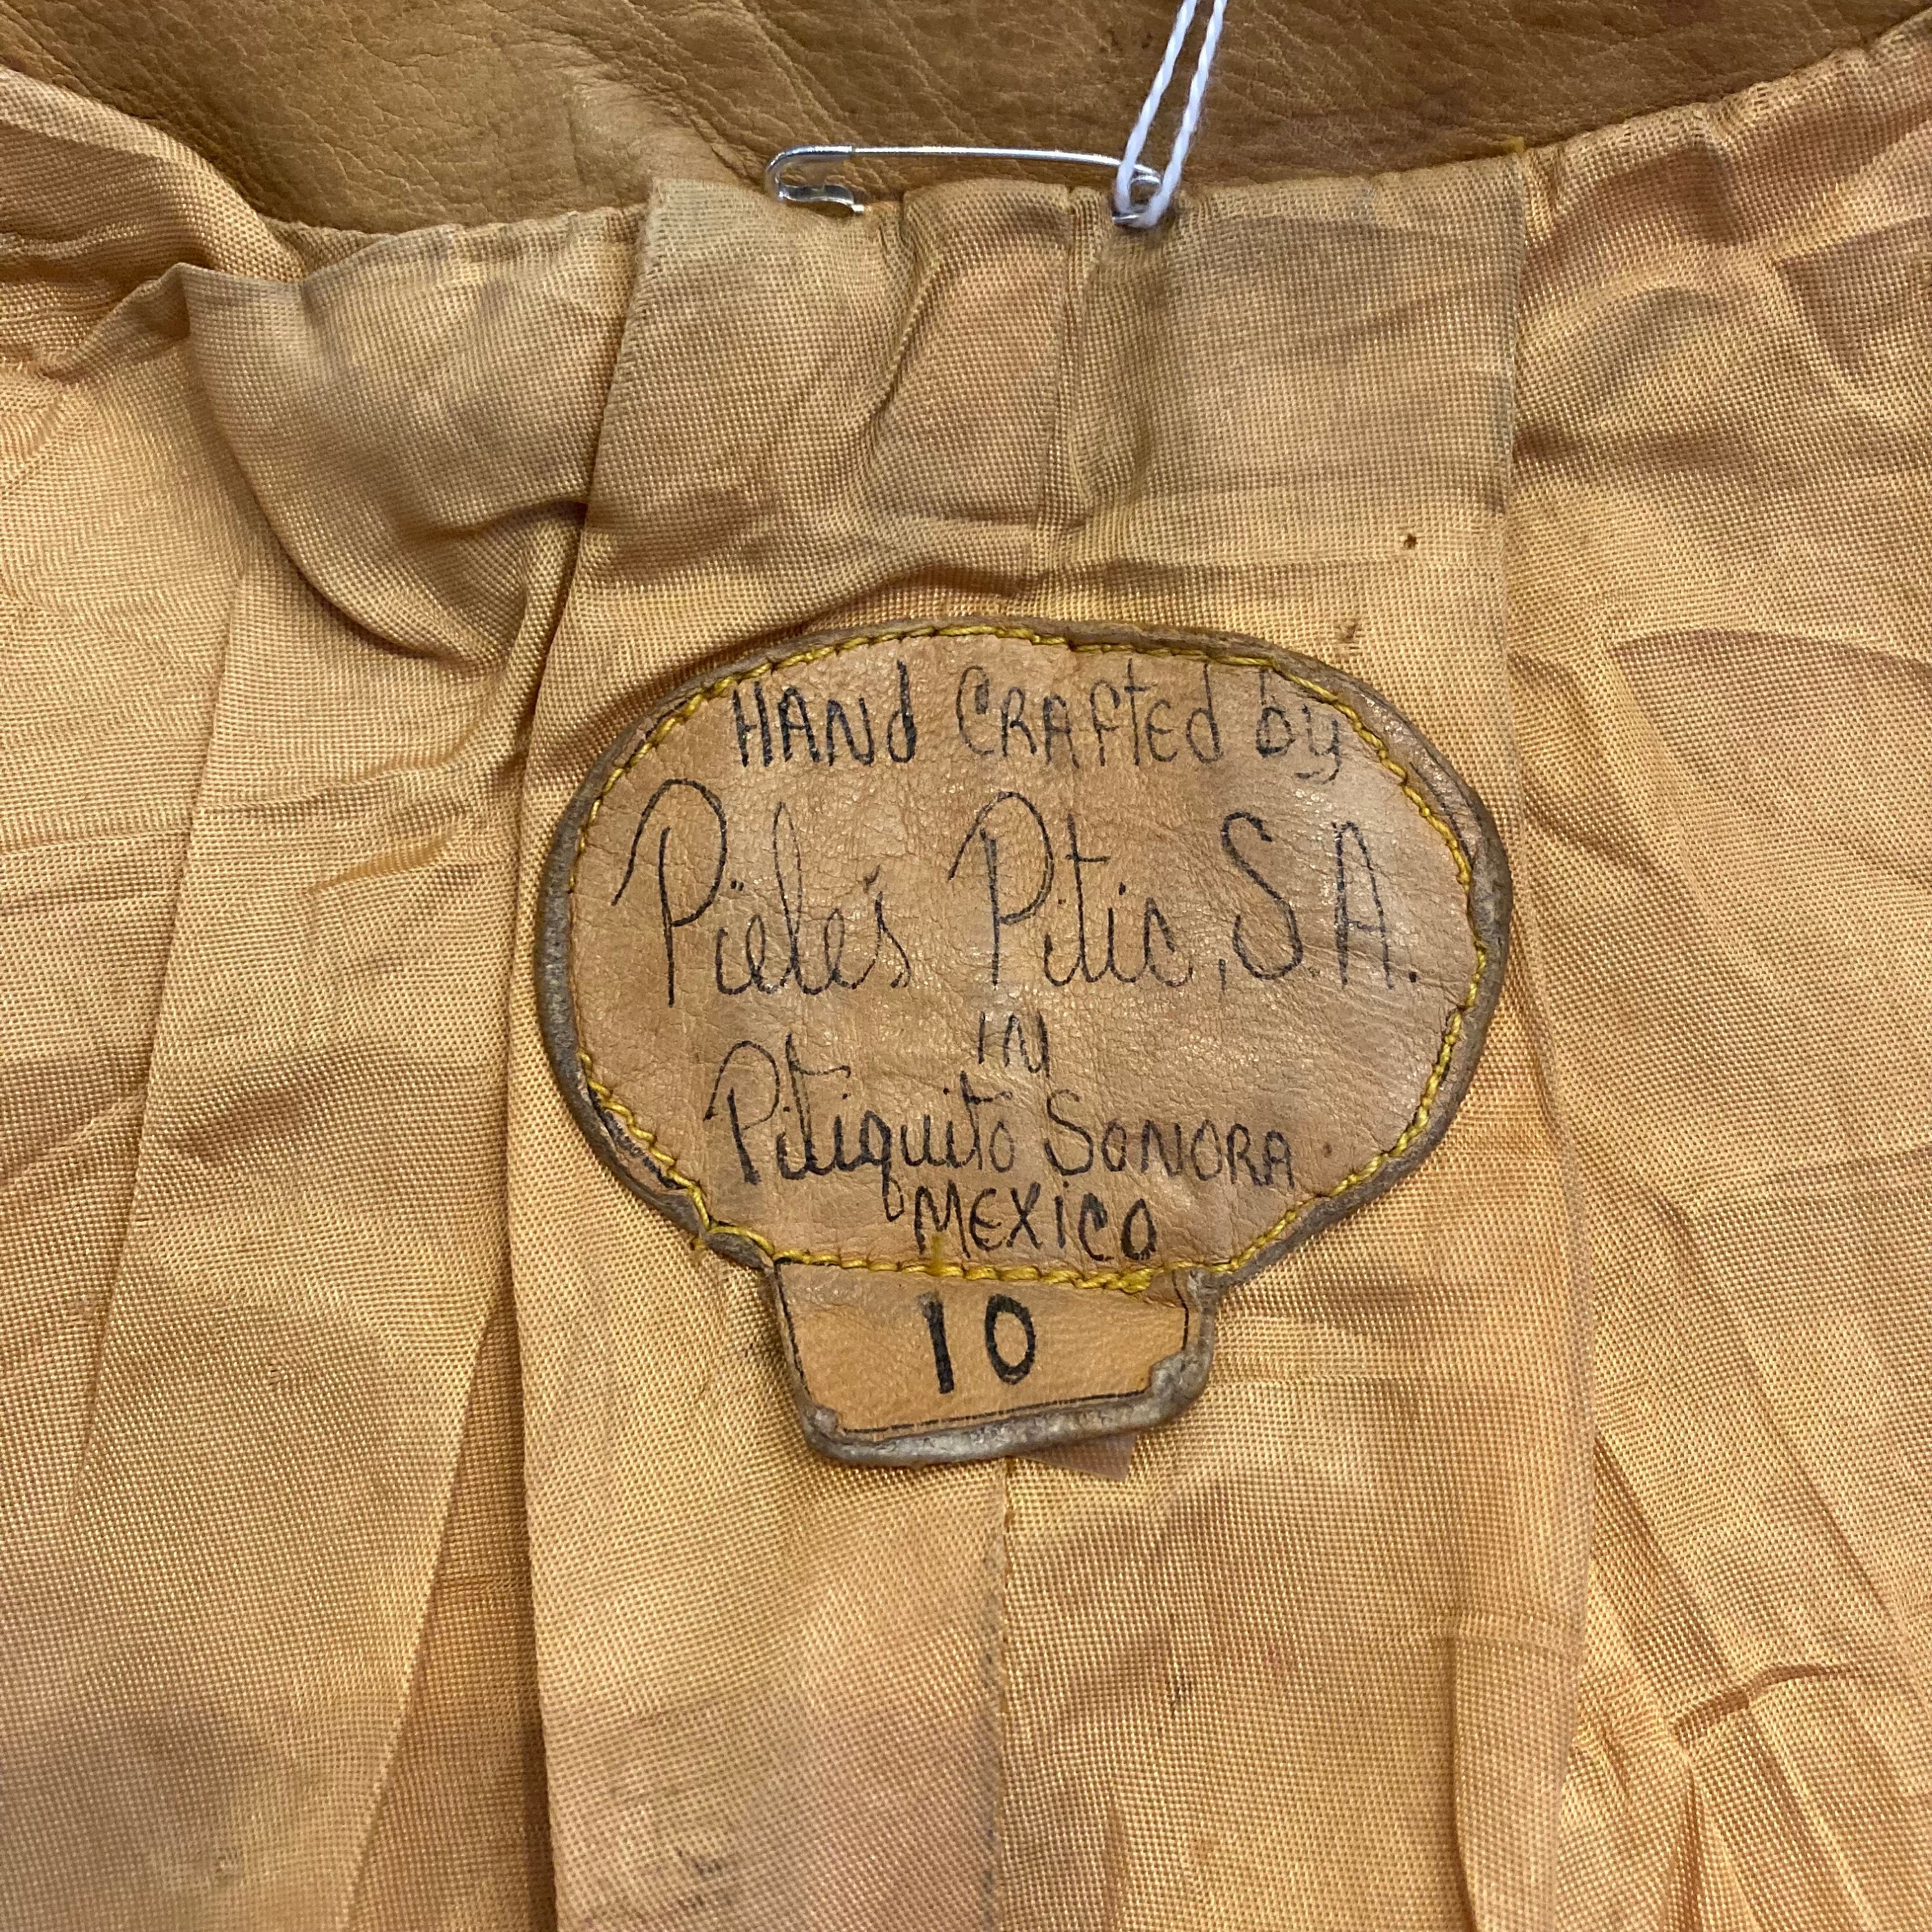 HANd CRAfTEd by
Pieles Pitic, S.A.
IN
Pitiquito SONORA
MEXiCO
10